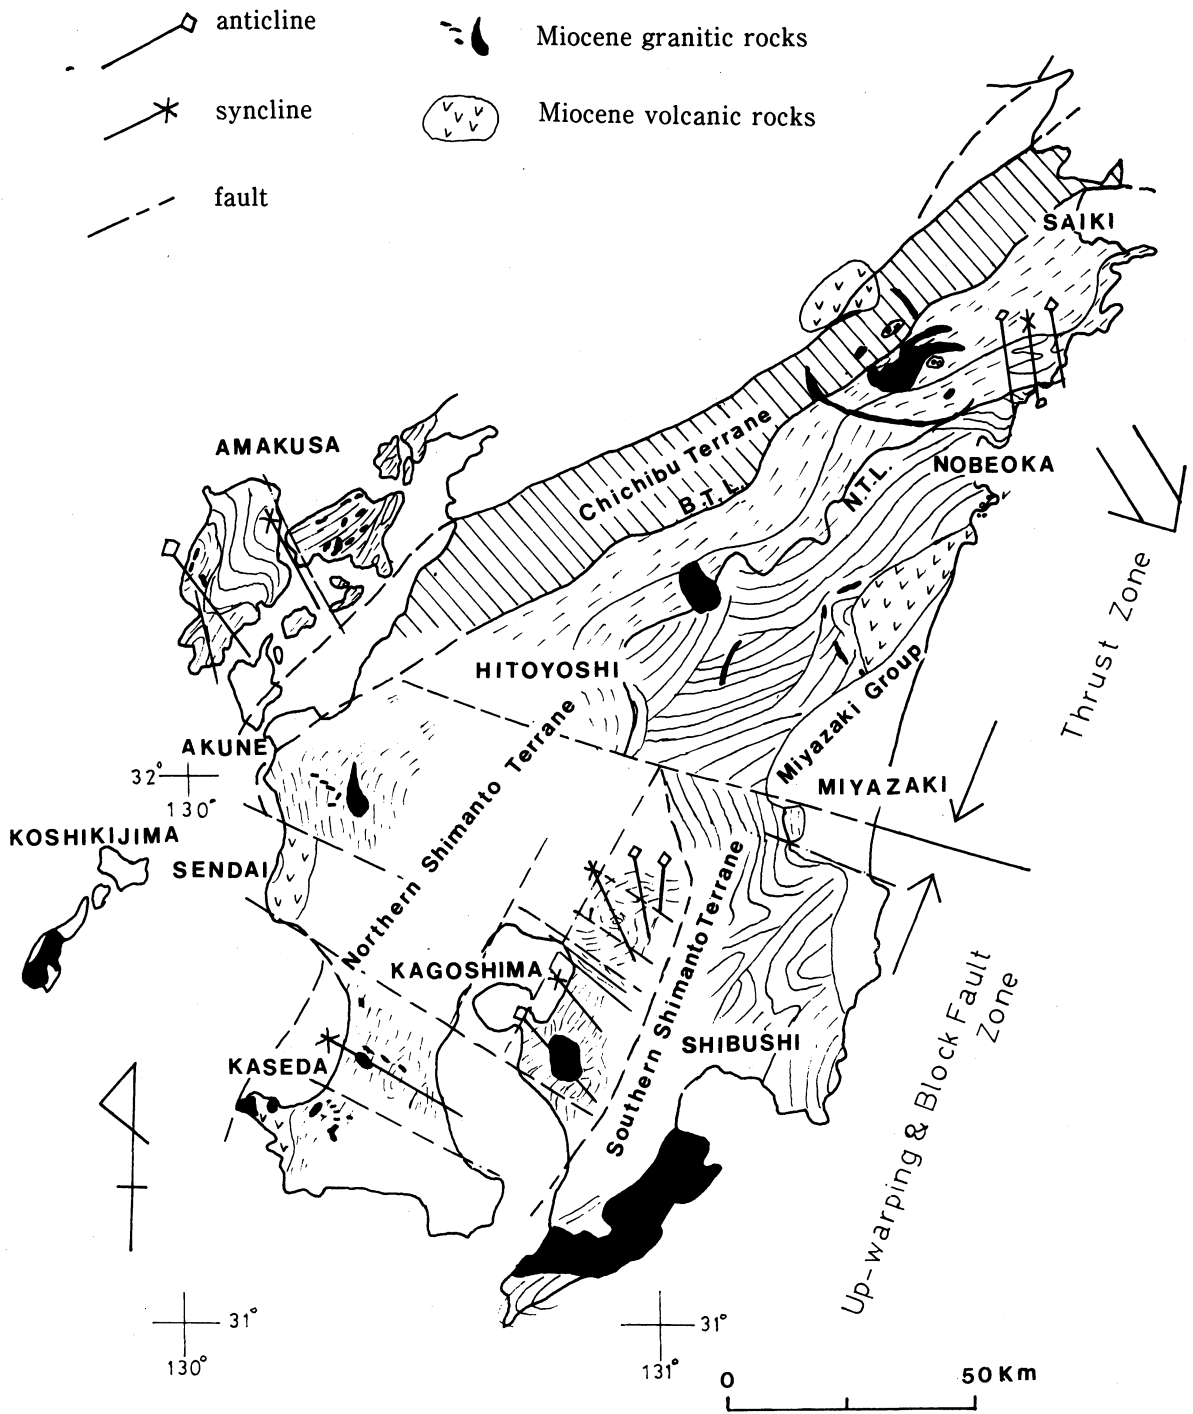 anticline
Miocene granitic rocks
syncline
Miocene volcanic rocks
fault
SAIKI
AMAKUSA
Chichibu Terrane
B.T.L.
N.T.L.
NOBEOKA
Thrust Zone
HITOYOSHI
Miyazaki Group
AKUNE
32°
130°
MIYAZAKI
KOSHIKIJIMA
SENDAI
Northern Shimanto Terrane
KAGOSHIMA
Southern Shimanto Terrane
SHIBUSHI
KASEDA
Up-warping & Block Fault
Zone
31°
130°
31°
131°
0
50 Km